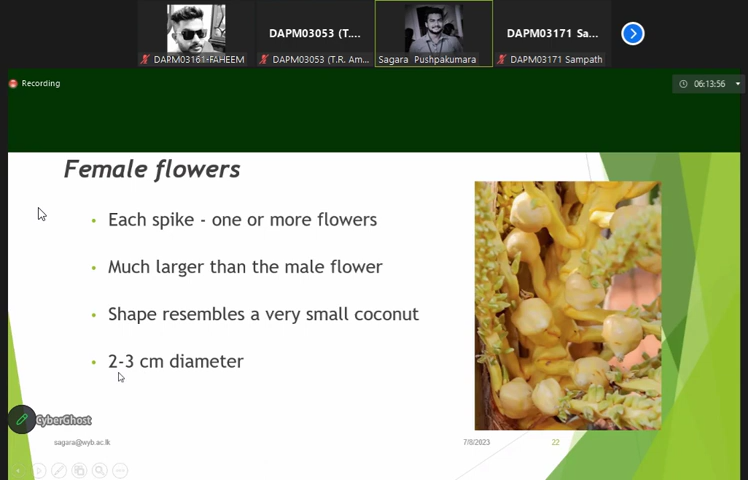 DAPM03161-FAHEEM
DAPM03053 (T....
DAPM03053 (T.R. Am...
Sagara Pushpakumara
DAPM03171 Sa...
DAPM03171 Sampath
Recording
06:13:56
Female flowers
• Each spike - one or more flowers
• Much larger than the male flower
• Shape resembles a very small coconut
• 2-3 cm diameter
CyberGhost
sagara@wyb.ac.lk
7/8/2023
22